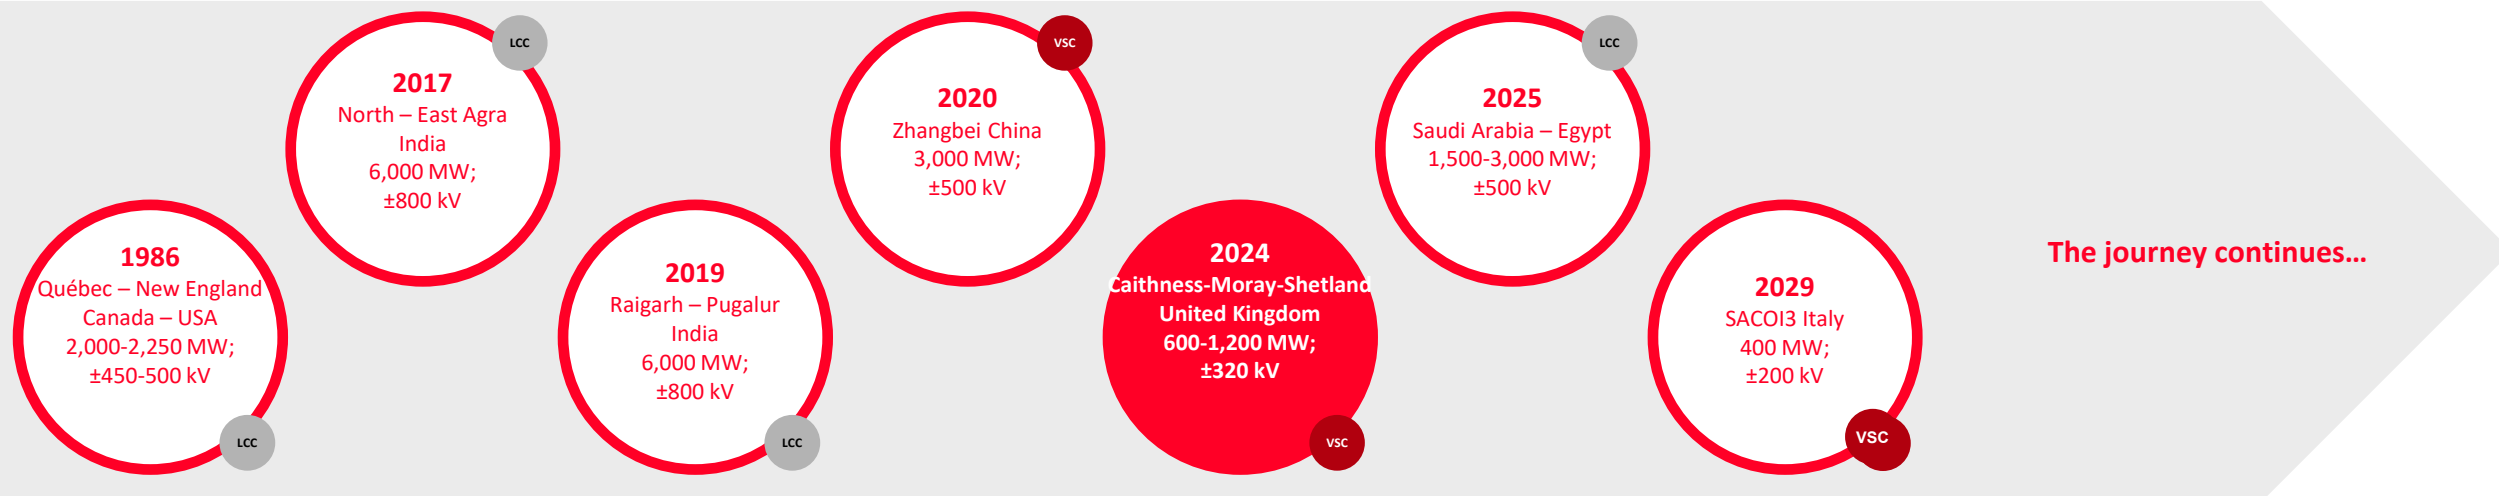 1986
Québec – New England
Canada – USA
2,000-2,250 MW;
±450-500 kV
LCC
2017
North – East Agra
India
6,000 MW;
±800 kV
LCC
2019
Raigarh – Pugalur
India
6,000 MW;
±800 kV
LCC
2020
Zhangbei China
3,000 MW;
±500 kV
VSC
2024
Caithness-Moray-Shetland
United Kingdom
600-1,200 MW;
±320 kV
VSC
2025
Saudi Arabia – Egypt
1,500-3,000 MW;
±500 kV
LCC
2029
SACOI3 Italy
400 MW;
±200 kV
VSC
The journey continues...